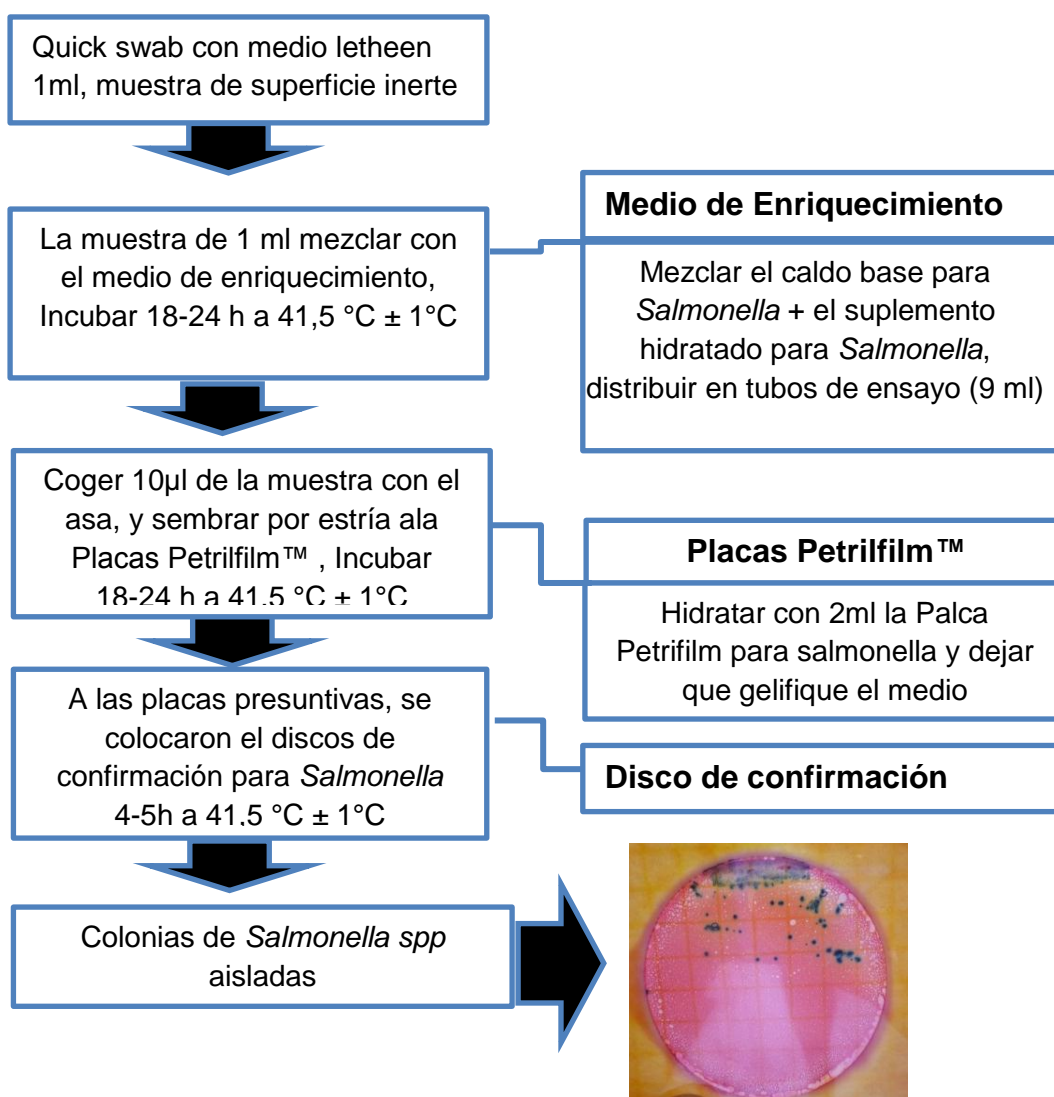 Quick swab con medio letheen
1ml, muestra de superficie inerte
La muestra de 1 ml mezclar con
el medio de enriquecimiento,
Incubar 18-24 h a 41,5 °C ± 1°C
Medio de Enriquecimiento
Mezclar el caldo base para
Salmonella + el suplemento
hidratado para Salmonella,
distribuir en tubos de ensayo (9 ml)
Coger 10µl de la muestra con el
asa, y sembrar por estría ala
Placas Petrilfilm™ , Incubar
18-24 h a 41,5 °C ± 1°C
Placas Petrilfilm™
Hidratar con 2ml la Palca
Petrifilm para salmonella y dejar
que gelifique el medio
A las placas presuntivas, se
colocaron el discos de
confirmación para Salmonella
4-5h a 41,5 °C ± 1°C
Disco de confirmación
Colonias de Salmonella spp
aisladas